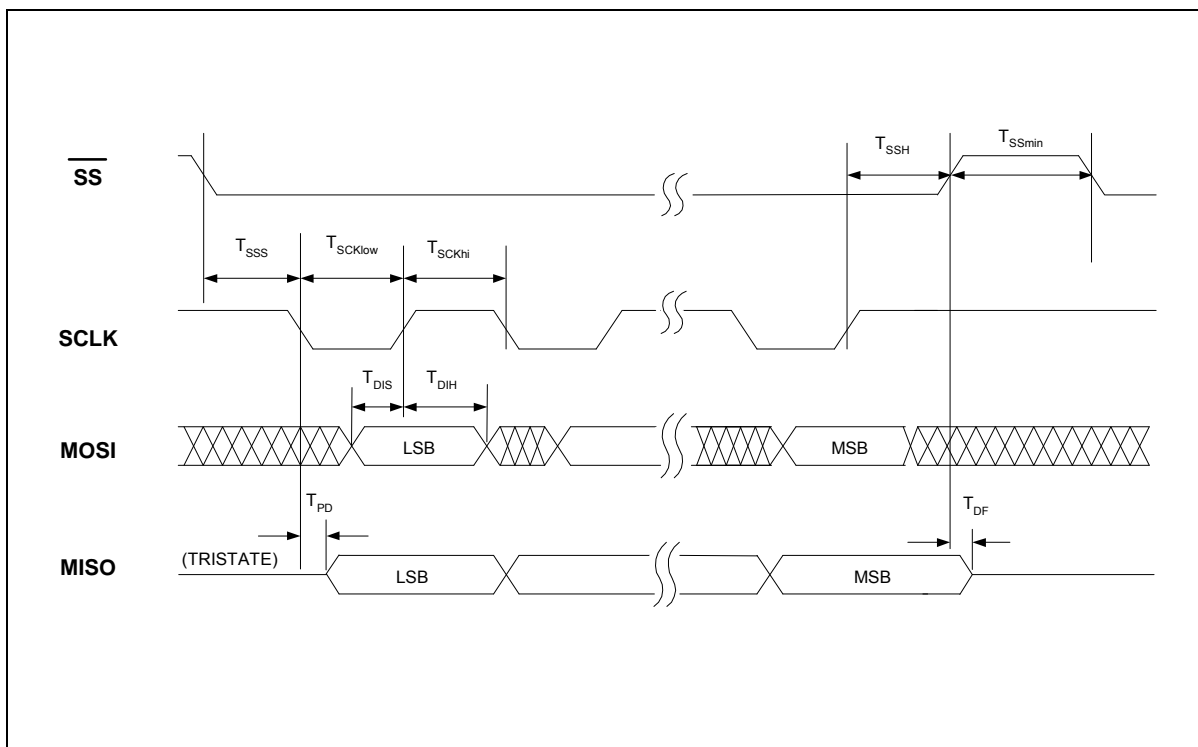 T_SSH
T_SSmin
SS
T_SSS
T_SCKlow
T_SCKhi
SCLK
T_DIS
T_DIH
MOSI
LSB
MSB
T_PD
T_DF
MISO
(TRISTATE)
LSB
MSB